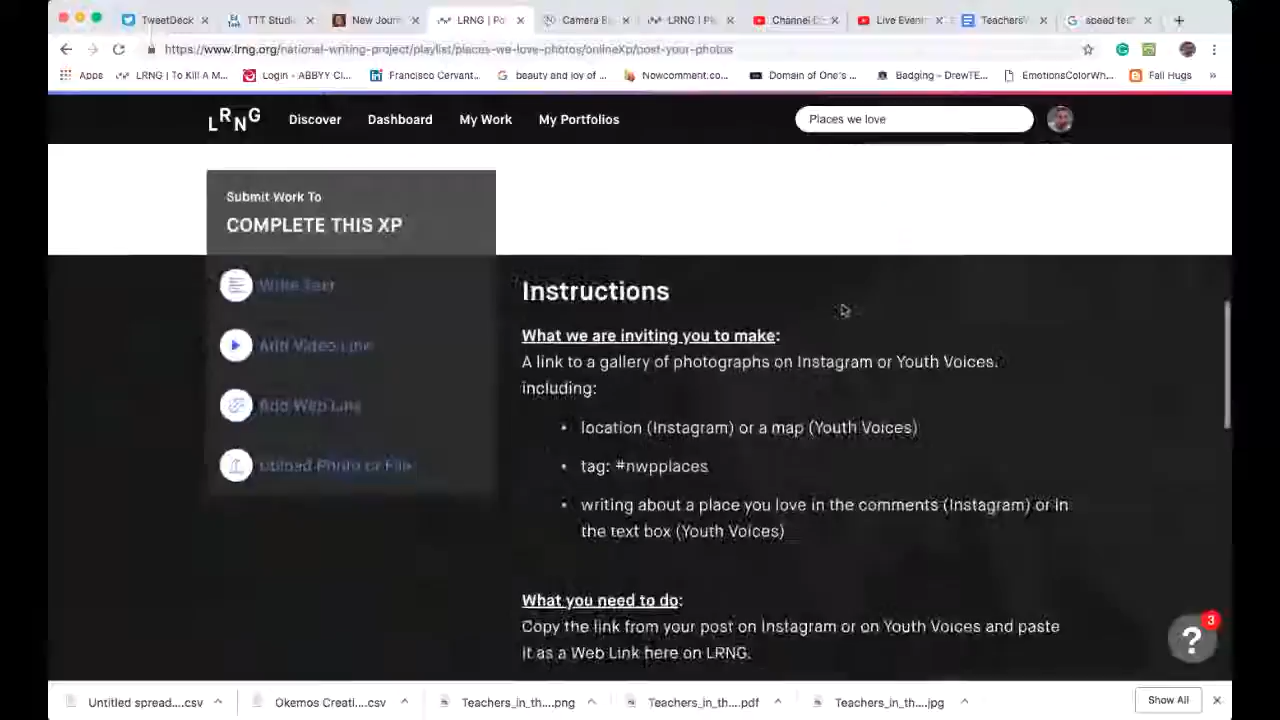 TweetDeck
TTT Studi
New Journ
LRNG | Po
Camera B
LRNG | Pl
Channel D
Live Even
TeachersV
speed tes
https://www.lrng.org/national-writing-project/playlist/places-we-love-photos/onlineXp/post-your-photos
Apps
LRNG | To Kill A M...
Login - ABBYY Cl...
Francisco Cervant...
beauty and joy of ...
Nowcomment.co...
Domain of One's ...
Badging – DrewTE...
EmotionsColorWh...
Fall Hugs
»
LRNG
Discover
Dashboard
My Work
My Portfolios
Places we love
Submit Work To
COMPLETE THIS XP
Write Text
Add Video Link
Add Web Link
Upload Photo or File
Instructions
What we are inviting you to make:
A link to a gallery of photographs on Instagram or Youth Voices.
including:
• location (Instagram) or a map (Youth Voices)
• tag: #nwpplaces
• writing about a place you love in the comments (Instagram) or in
the text box (Youth Voices)
What you need to do:
Copy the link from your post on Instagram or on Youth Voices and paste
it as a Web Link here on LRNG.
?
3
Untitled spread....csv
Okemos Creati....csv
Teachers_in_th....png
Teachers_in_th....pdf
Teachers_in_th....jpg
Show All